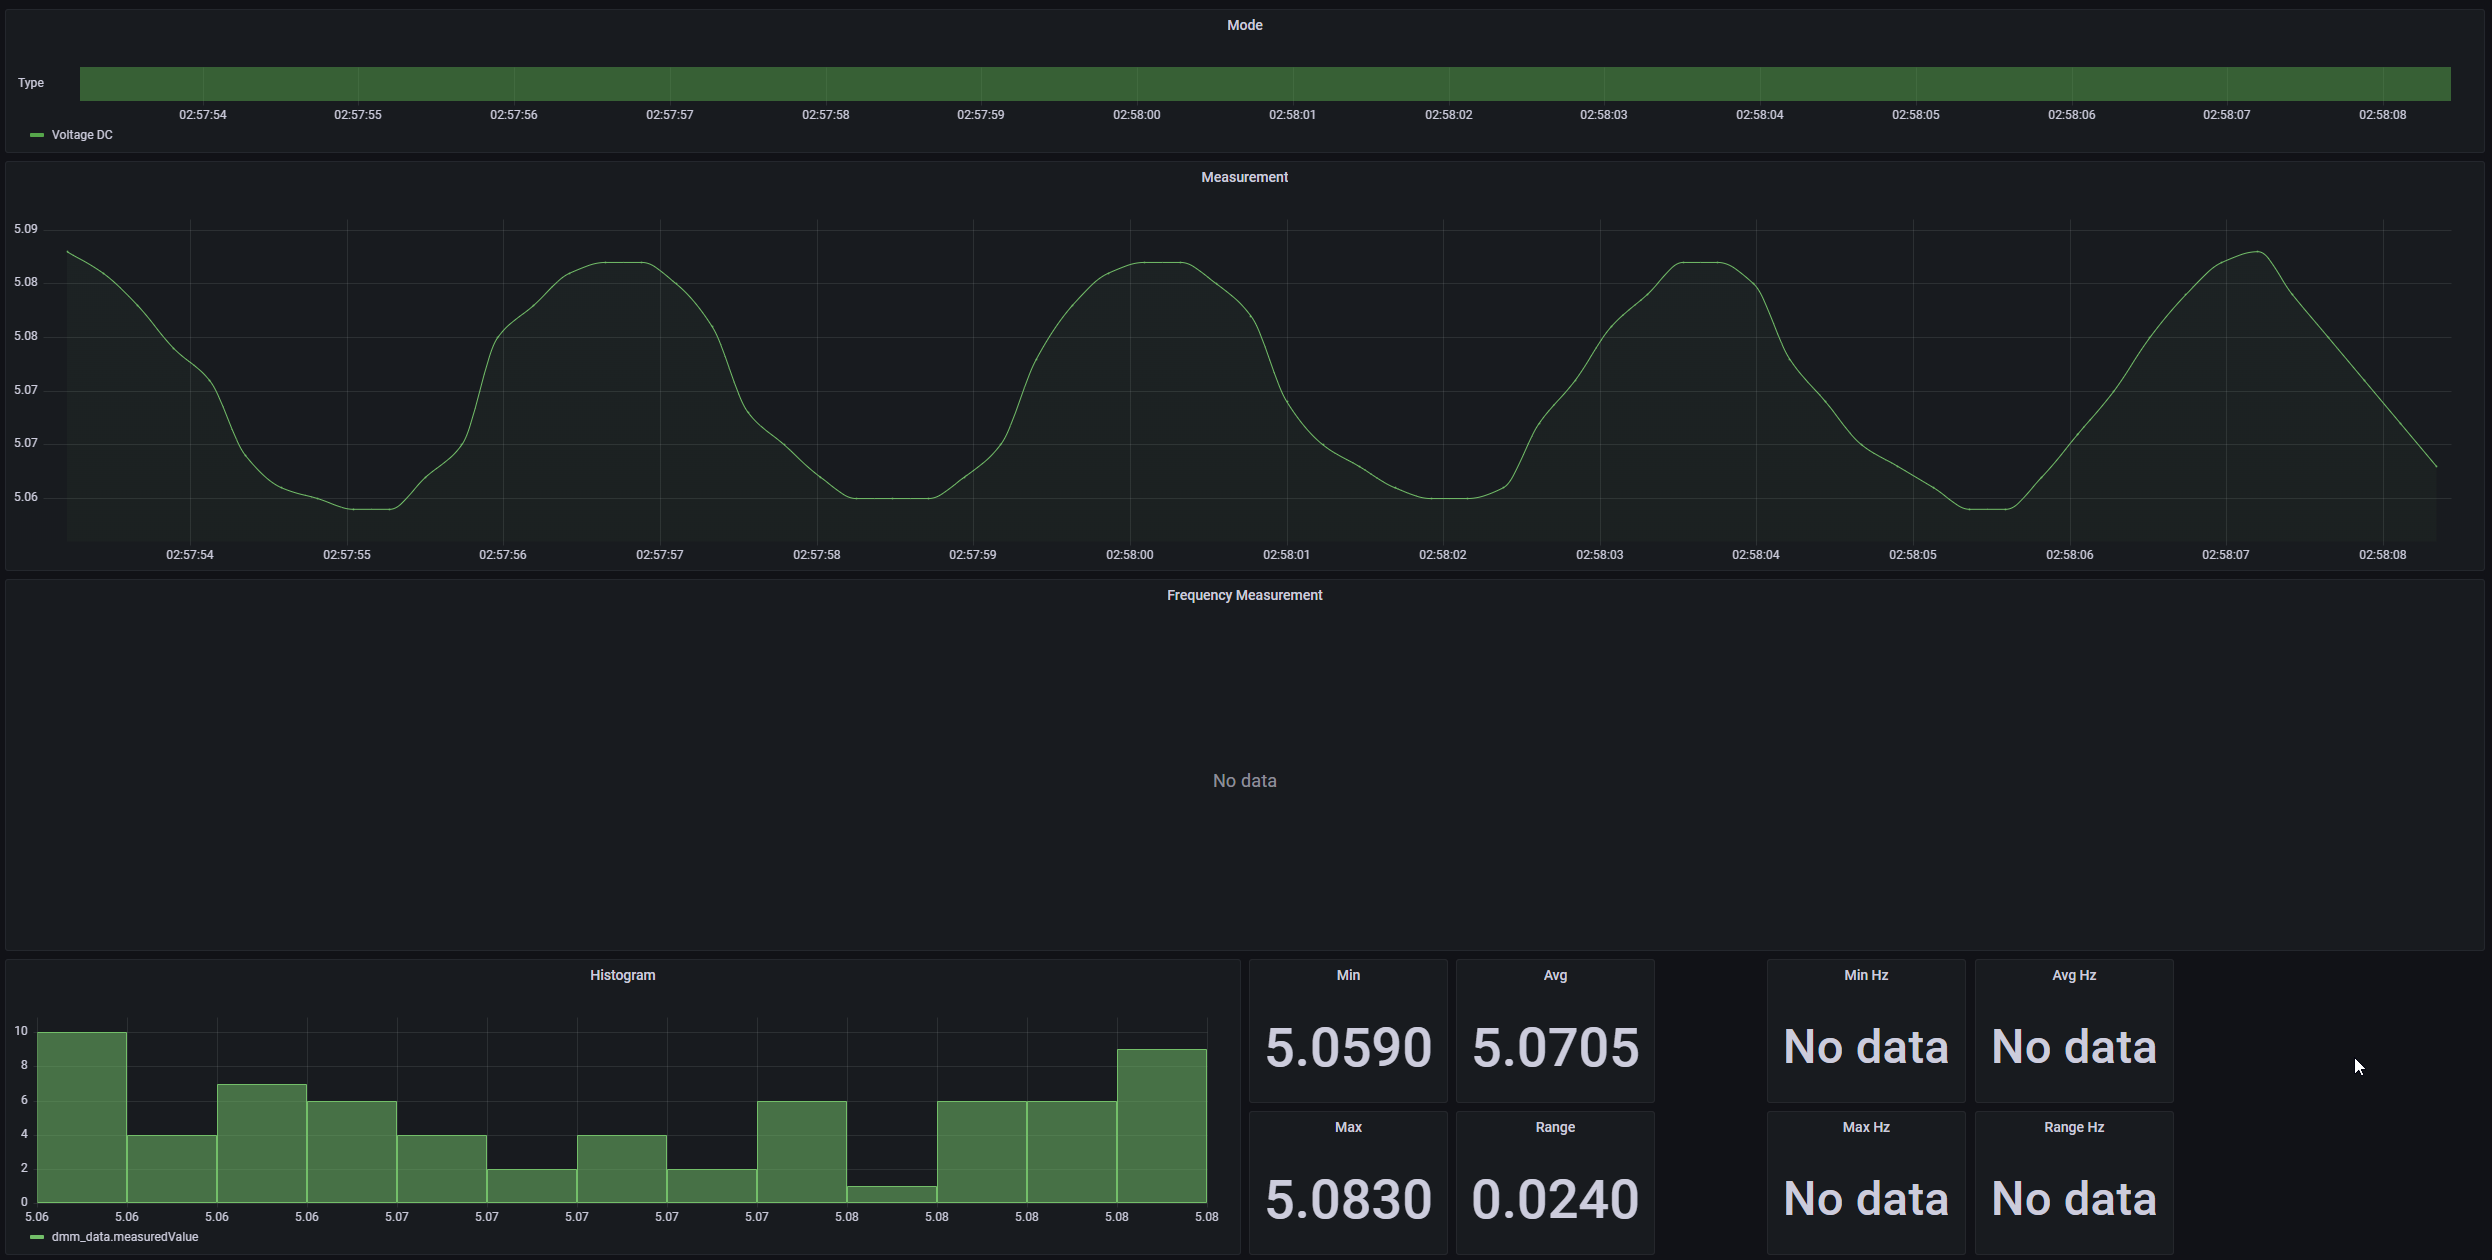 Mode
Type
02:57:54 02:57:55 02:57:56 02:57:57 02:57:58 02:57:59 02:58:00 02:58:01 02:58:02 02:58:03 02:58:04 02:58:05 02:58:06 02:58:07 02:58:08
Voltage DC
Measurement
5.09
5.08
5.08
5.07
5.07
5.06
02:57:54 02:57:55 02:57:56 02:57:57 02:57:58 02:57:59 02:58:00 02:58:01 02:58:02 02:58:03 02:58:04 02:58:05 02:58:06 02:58:07 02:58:08
Frequency Measurement
No data
Histogram
10
8
6
4
2
0
5.06 5.06 5.06 5.06 5.07 5.07 5.07 5.07 5.07 5.08 5.08 5.08 5.08 5.08
dmm_data.measuredValue
Min
5.0590
Avg
5.0705
Max
5.0830
Range
0.0240
Min Hz
No data
Avg Hz
No data
Max Hz
No data
Range Hz
No data